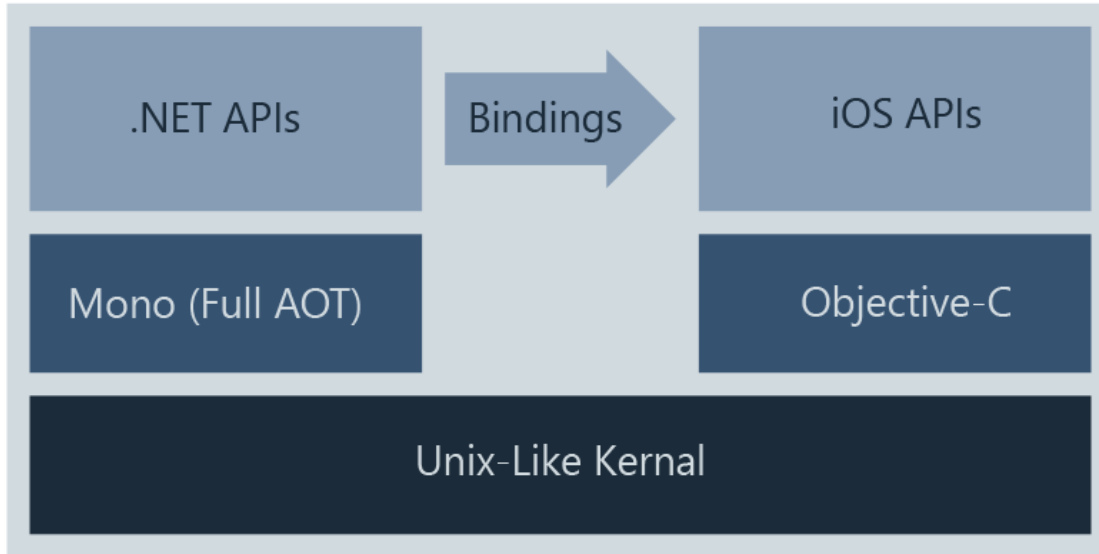 .NET APIs
Bindings
iOS APIs
Mono (Full AOT)
Objective-C
Unix-Like Kernal